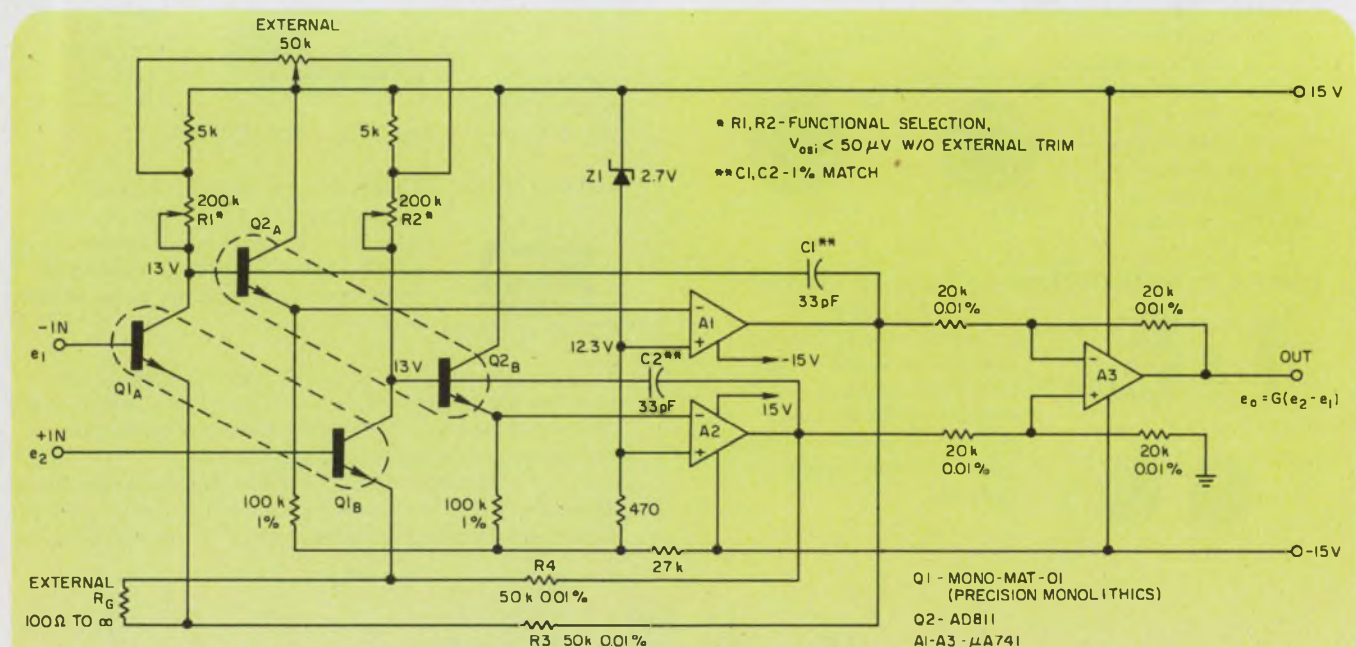 EXTERNAL
50k
15 V
5k
5k
* R1, R2-FUNCTIONAL SELECTION,
Vosi < 50 μV W/O EXTERNAL TRIM
** C1, C2-1% MATCH
Z1
2.7V
200k
R1*
Q2A
200k
R2*
C1**
33pF
13 V
20k
0.01%
20k
0.01%
-IN
e1
Q1A
12.3 V
A1
-15V
13 V
Q2B
C2**
33pF
OUT
A3
eo = G(e2 - e1)
+IN
e2
15V
A2
20k
0.01%
20k
0.01%
Q1B
100k
1%
100k
1%
470
-15V
27k
EXTERNAL
RG
100Ω TO ∞
R4
50k 0.01%
R3 50k 0.01%
Q1 - MONO-MAT-01
(PRECISION MONOLITHICS)
Q2- AD811
A1-A3 - μA741